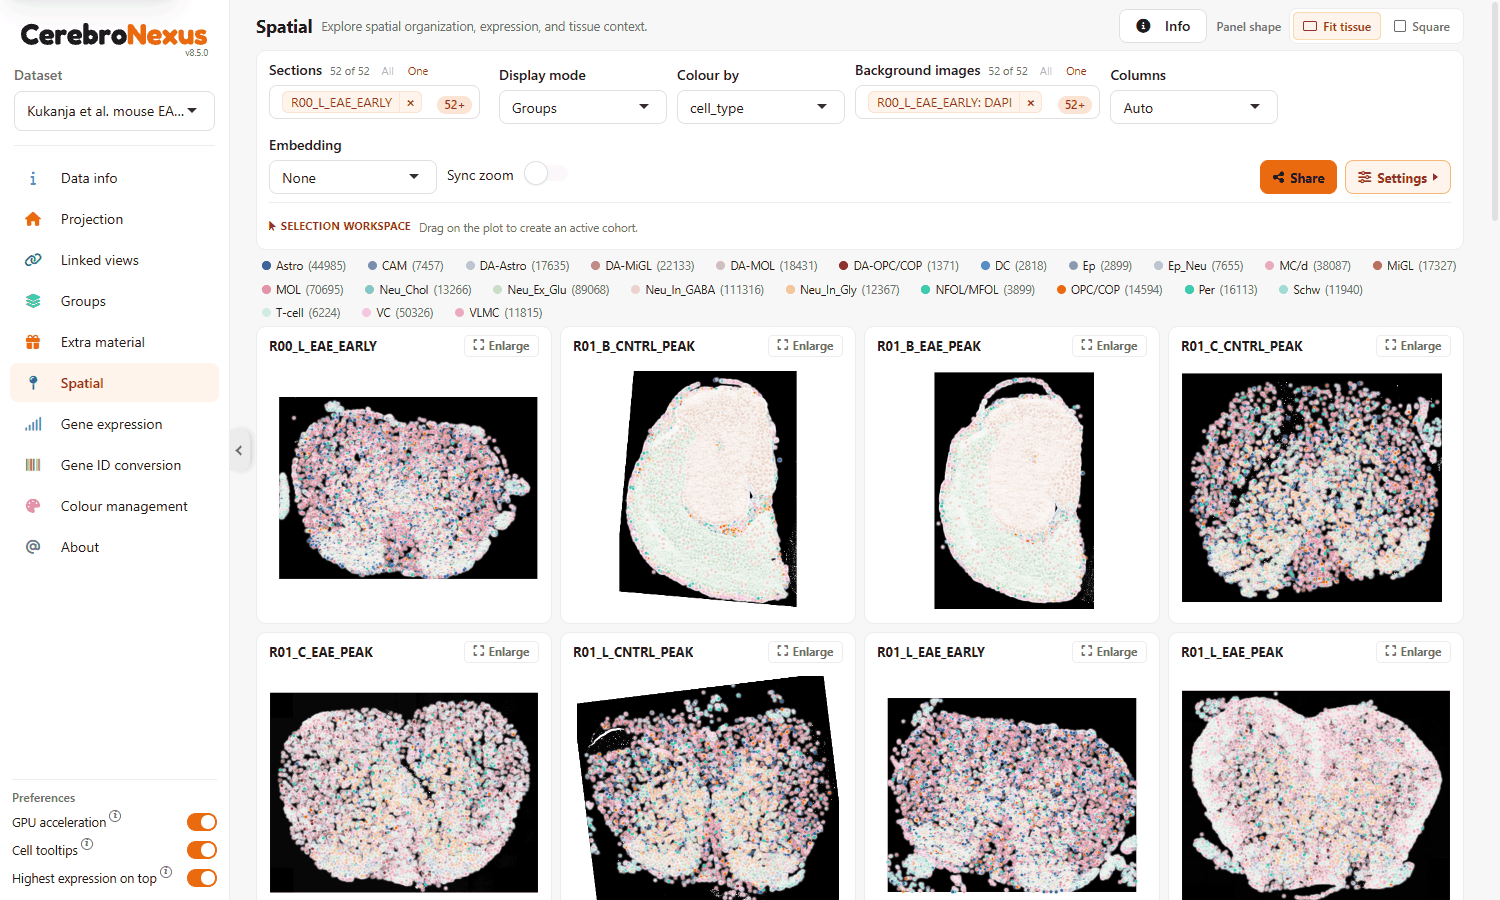 CerebroNexus
v8.5.0
Dataset
Kukanja et al. mouse EA...
Data info
Projection
Linked views
Groups
Extra material
Spatial
Gene expression
Gene ID conversion
Colour management
About
Preferences
GPU acceleration
Cell tooltips
Highest expression on top
Spatial Explore spatial organization, expression, and tissue context.
Info Panel shape Fit tissue Square
Sections 52 of 52 All One
R00_L_EAE_EARLY × 52+
Display mode
Groups
Colour by
cell_type
Background images 52 of 52 All One
R00_L_EAE_EARLY: DAPI × 52+
Columns
Auto
Embedding
None
Sync zoom
Share Settings
SELECTION WORKSPACE Drag on the plot to create an active cohort.
Astro (44985) CAM (7457) DA-Astro (17635) DA-MiGL (22133) DA-MOL (18431) DA-OPC/COP (1371) DC (2818) Ep (2899) Ep_Neu (7655) MC/d (38087) MiGL (17327)
MOL (70695) Neu_Chol (13266) Neu_Ex_Glu (89068) Neu_In_GABA (111316) Neu_In_Gly (12367) NFOL/MFOL (3899) OPC/COP (14594) Per (16113) Schw (11940)
T-cell (6224) VC (50326) VLMC (11815)
R00_L_EAE_EARLY Enlarge
R01_B_CNTRL_PEAK Enlarge
R01_B_EAE_PEAK Enlarge
R01_C_CNTRL_PEAK Enlarge
R01_C_EAE_PEAK Enlarge
R01_L_CNTRL_PEAK Enlarge
R01_L_EAE_EARLY Enlarge
R01_L_EAE_PEAK Enlarge